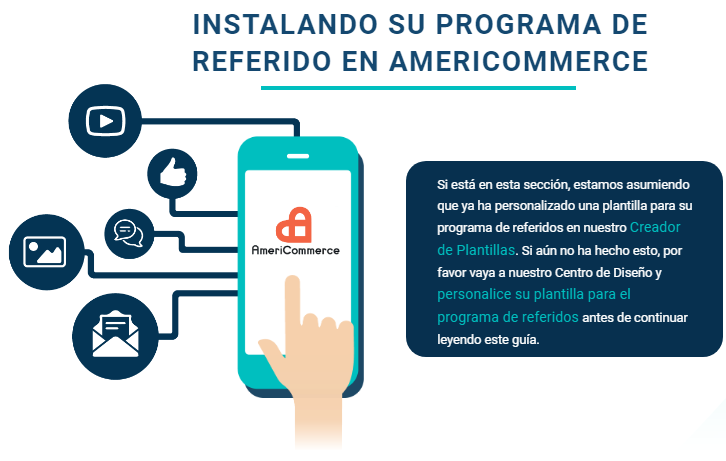 INSTALANDO SU PROGRAMA DE
REFERIDO EN AMERICOMMERCE
AmeriCommerce
Si está en esta sección, estamos asumiendo
que ya ha personalizado una plantilla para su
programa de referidos en nuestro Creador
de Plantillas. Si aún no ha hecho esto, por
favor vaya a nuestro Centro de Diseño y
personalice su plantilla para el
programa de referidos antes de continuar
leyendo este guía.